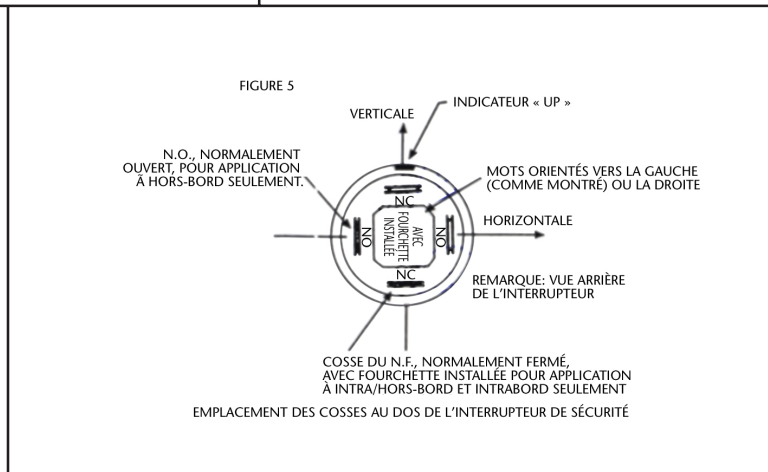 FIGURE 5
INDICATEUR « UP »
VERTICALE
N.O., NORMALEMENT
OUVERT, POUR APPLICATION
Ã HORS-BORD SEULEMENT.
MOTS ORIENTÉS VERS LA GAUCHE
(COMME MONTRÉ) OU LA DROITE
NC
NO
AVEC
FOURCHETTE
INSTALLÉE
NO
HORIZONTALE
NC
REMARQUE: VUE ARRIÈRE
DE L'INTERRUPTEUR
COSSE DU N.F., NORMALEMENT FERMÉ,
AVEC FOURCHETTE INSTALLÉE POUR APPLICATION
À INTRA/HORS-BORD ET INTRABORD SEULEMENT
EMPLACEMENT DES COSSES AU DOS DE L'INTERRUPTEUR DE SÉCURITÉ